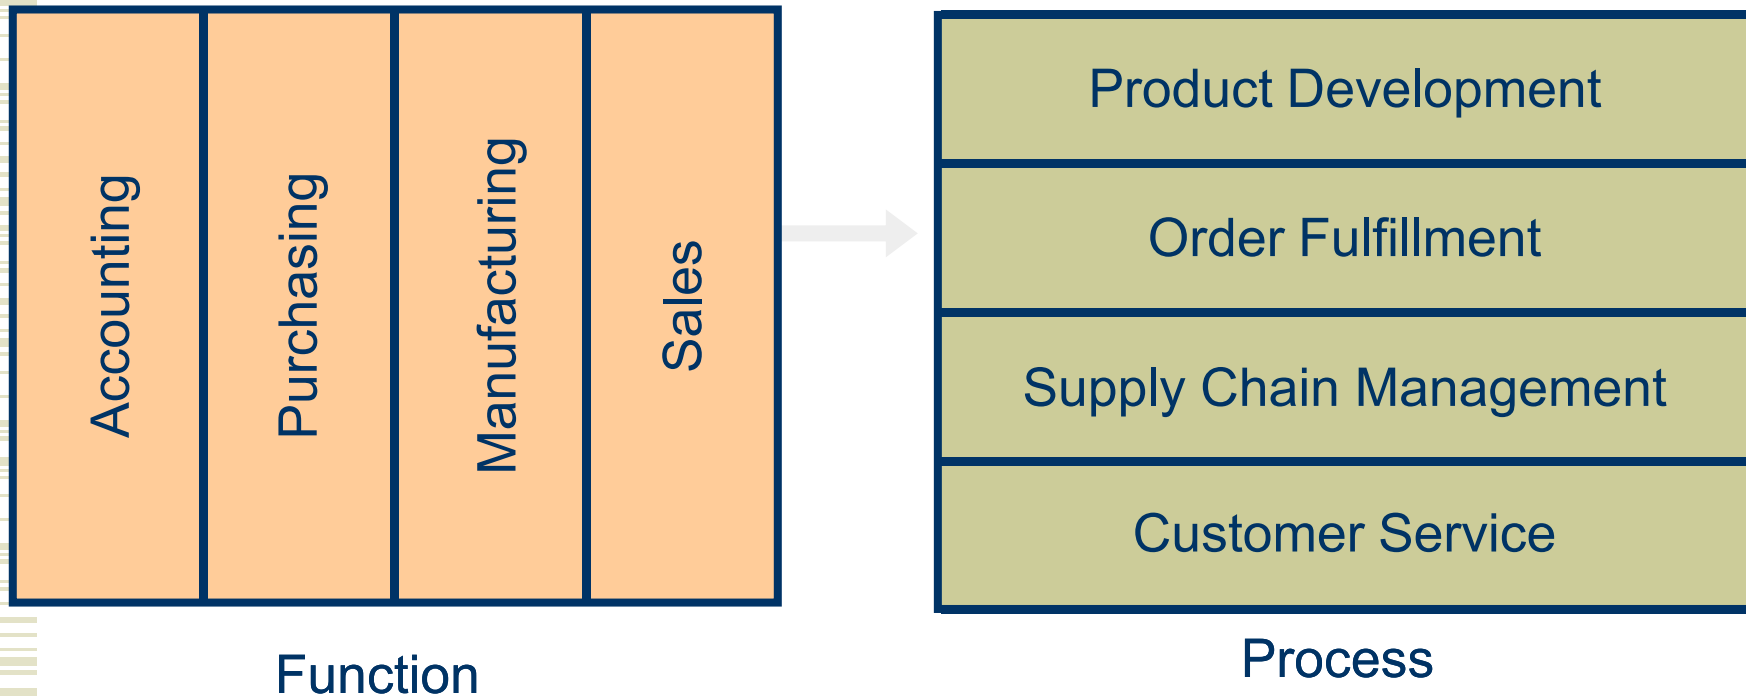 Accounting
Purchasing
Manufacturing
Sales
Function
Product Development
Order Fulfillment
Supply Chain Management
Customer Service
Process